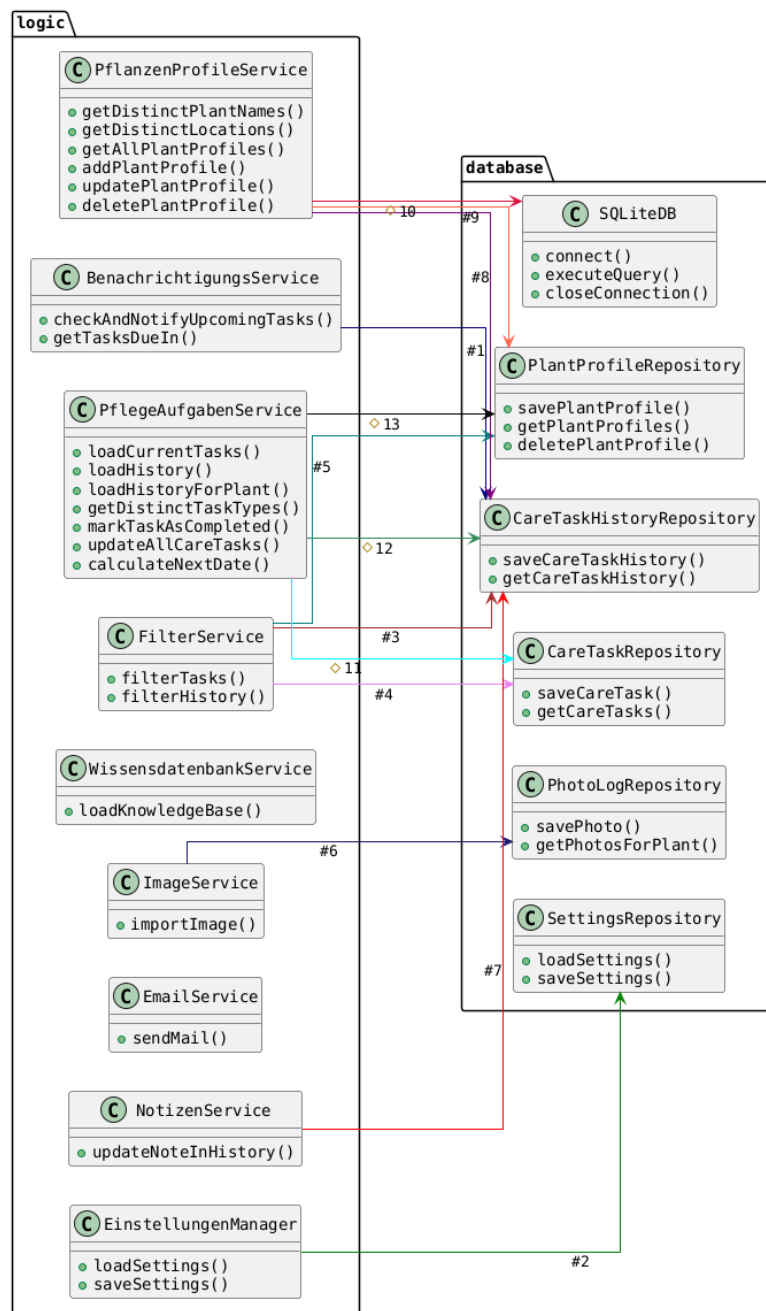 logic
C PflanzenProfileService
getDistinctPlantNames()
getDistinctLocations()
getAllPlantProfiles()
addPlantProfile()
updatePlantProfile()
deletePlantProfile()
C BenachrichtigungsService
checkAndNotifyUpcomingTasks()
getTasksDueIn()
C PflegeAufgabenService
loadCurrentTasks()
loadHistory()
loadHistoryForPlant()
getDistinctTaskTypes()
markTaskAsCompleted()
updateAllCareTasks()
calculateNextDate()
C FilterService
filterTasks()
filterHistory()
C WissensdatenbankService
loadKnowledgeBase()
C ImageService
importImage()
C EmailService
sendMail()
C NotizenService
updateNoteInHistory()
C EinstellungenManager
loadSettings()
saveSettings()
10
#9
#8
#1
13
#5
12
#3
11
#4
#6
#7
#2
database
C SQLiteDB
connect()
executeQuery()
closeConnection()
C PlantProfileRepository
savePlantProfile()
getPlantProfiles()
deletePlantProfile()
C CareTaskHistoryRepository
saveCareTaskHistory()
getCareTaskHistory()
C CareTaskRepository
saveCareTask()
getCareTasks()
C PhotoLogRepository
savePhoto()
getPhotosForPlant()
C SettingsRepository
loadSettings()
saveSettings()